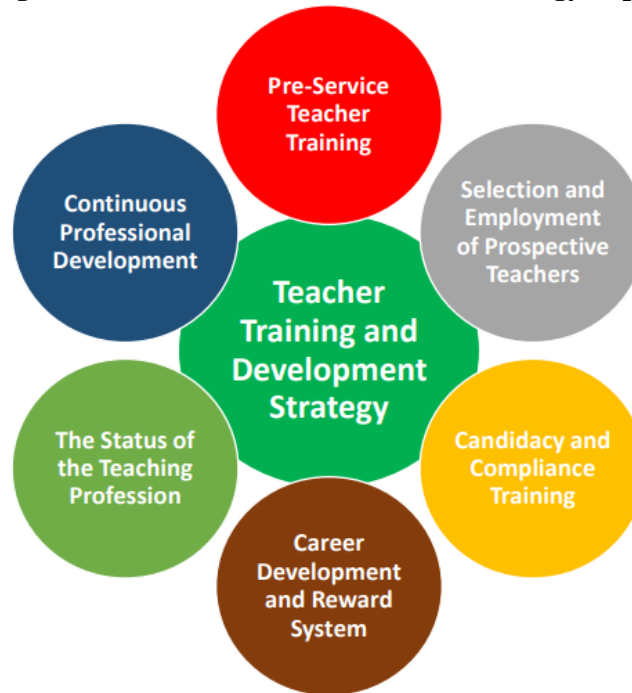 Pre-Service
Teacher
Training
Selection and
Employment
of Prospective
Teachers
Candidacy and
Compliance
Training
Career
Development
and Reward
System
The Status of
the Teaching
Profession
Continuous
Professional
Development
Teacher
Training and
Development
Strategy